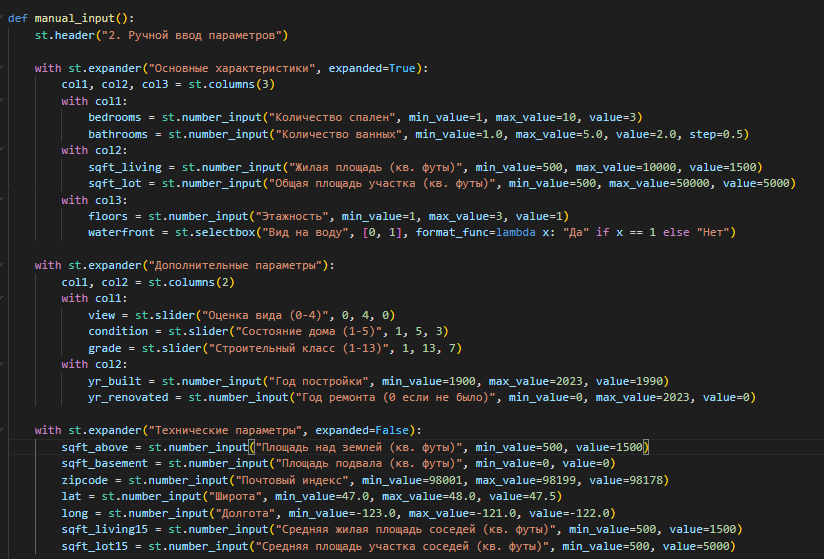 def manual_input():
    st.header("2. Ручной ввод параметров")
    with st.expander("Основные характеристики", expanded=True):
        col1, col2, col3 = st.columns(3)
        with col1:
            bedrooms = st.number_input("Количество спален", min_value=1, max_value=10, value=3)
            bathrooms = st.number_input("Количество ванных", min_value=1.0, max_value=5.0, value=2.0, step=0.5)
        with col2:
            sqft_living = st.number_input("Жилая площадь (кв. футы)", min_value=500, max_value=10000, value=1500)
            sqft_lot = st.number_input("Общая площадь участка (кв. футы)", min_value=500, max_value=50000, value=5000)
        with col3:
            floors = st.number_input("Этажность", min_value=1, max_value=3, value=1)
            waterfront = st.selectbox("Вид на воду", [0, 1], format_func=lambda x: "Да" if x == 1 else "Нет")
    with st.expander("Дополнительные параметры"):
        col1, col2 = st.columns(2)
        with col1:
            view = st.slider("Оценка вида (0-4)", 0, 4, 0)
            condition = st.slider("Состояние дома (1-5)", 1, 5, 3)
            grade = st.slider("Строительный класс (1-13)", 1, 13, 7)
        with col2:
            yr_built = st.number_input("Год постройки", min_value=1900, max_value=2023, value=1990)
            yr_renovated = st.number_input("Год ремонта (0 если не было)", min_value=0, max_value=2023, value=0)
    with st.expander("Технические параметры", expanded=False):
        sqft_above = st.number_input("Площадь над землей (кв. футы)", min_value=500, value=1500)
        sqft_basement = st.number_input("Площадь подвала (кв. футы)", min_value=0, value=0)
        zipcode = st.number_input("Почтовый индекс", min_value=98001, max_value=98199, value=98178)
        lat = st.number_input("Широта", min_value=47.0, max_value=48.0, value=47.5)
        long = st.number_input("Долгота", min_value=-123.0, max_value=-121.0, value=-122.0)
        sqft_living15 = st.number_input("Средняя жилая площадь соседей (кв. футы)", min_value=500, value=1500)
        sqft_lot15 = st.number_input("Средняя площадь участка соседей (кв. футы)", min_value=500, value=5000)